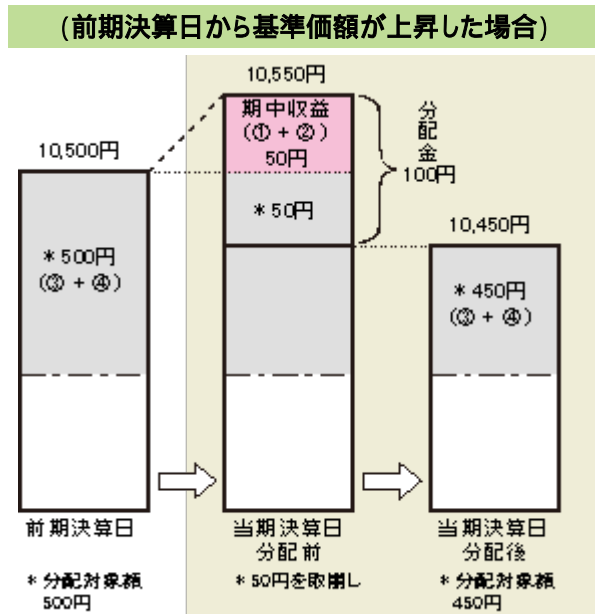 (前期決算日から基準価額が上昇した場合)
10,550円
期中収益
(① + ②)
50円
分配金
100円
10,500円
*50円
10,450円
*500円
(③ + ④)
*450円
(③ + ④)
前期決算日
当期決算日
分配前
当期決算日
分配後
*分配対象額
500円
*50円を取崩し
*分配対象額
450円